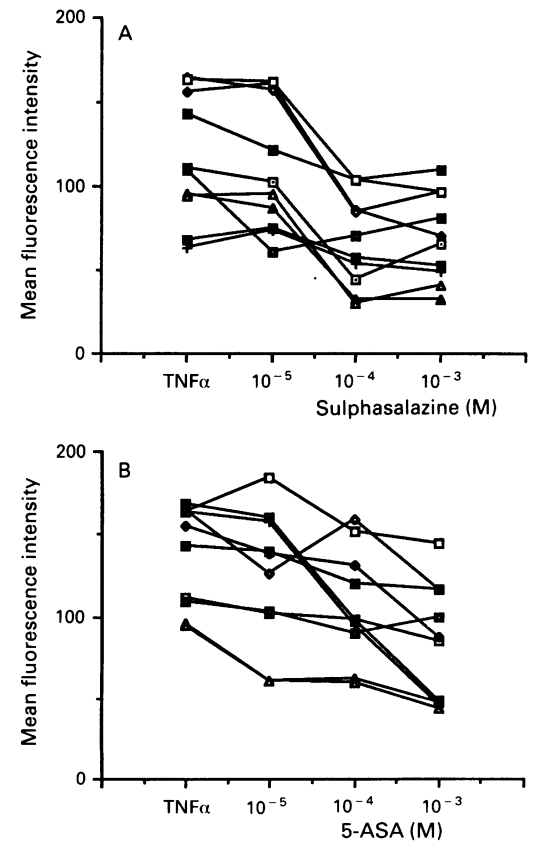 A
200
100
0
Mean fluorescence intensity
TNFα 10⁻⁵ 10⁻⁴ 10⁻³
Sulphasalazine (M)
B
200
100
0
Mean fluorescence intensity
TNFα 10⁻⁵ 10⁻⁴ 10⁻³
5-ASA (M)